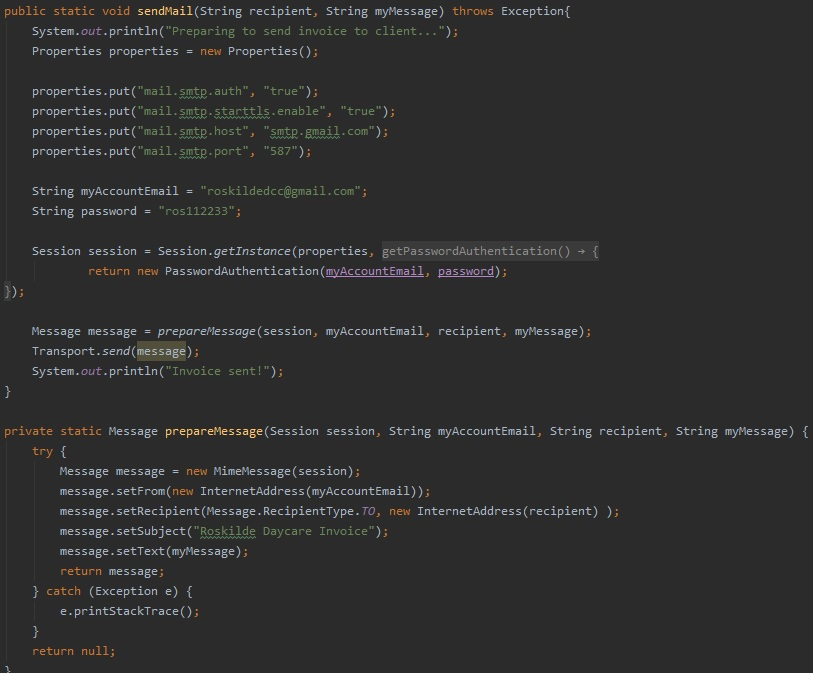 public static void sendMail(String recipient, String myMessage) throws Exception{
System.out.println("Preparing to send invoice to client...");
Properties properties = new Properties();
properties.put("mail.smtp.auth", "true");
properties.put("mail.smtp.starttls.enable", "true");
properties.put("mail.smtp.host", "smtp.gmail.com");
properties.put("mail.smtp.port", "587");
String myAccountEmail = "roskildedcc@gmail.com";
String password = "ros112233";
Session session = Session.getInstance(properties, getPasswordAuthentication() → {
return new PasswordAuthentication(myAccountEmail, password);
});
Message message = prepareMessage(session, myAccountEmail, recipient, myMessage);
Transport.send(message);
System.out.println("Invoice sent!");
}
private static Message prepareMessage(Session session, String myAccountEmail, String recipient, String myMessage) {
try {
Message message = new MimeMessage(session);
message.setFrom(new InternetAddress(myAccountEmail));
message.setRecipient(Message.RecipientType.TO, new InternetAddress(recipient) );
message.setSubject("Roskilde Daycare Invoice");
message.setText(myMessage);
return message;
} catch (Exception e) {
e.printStackTrace();
}
return null;
}